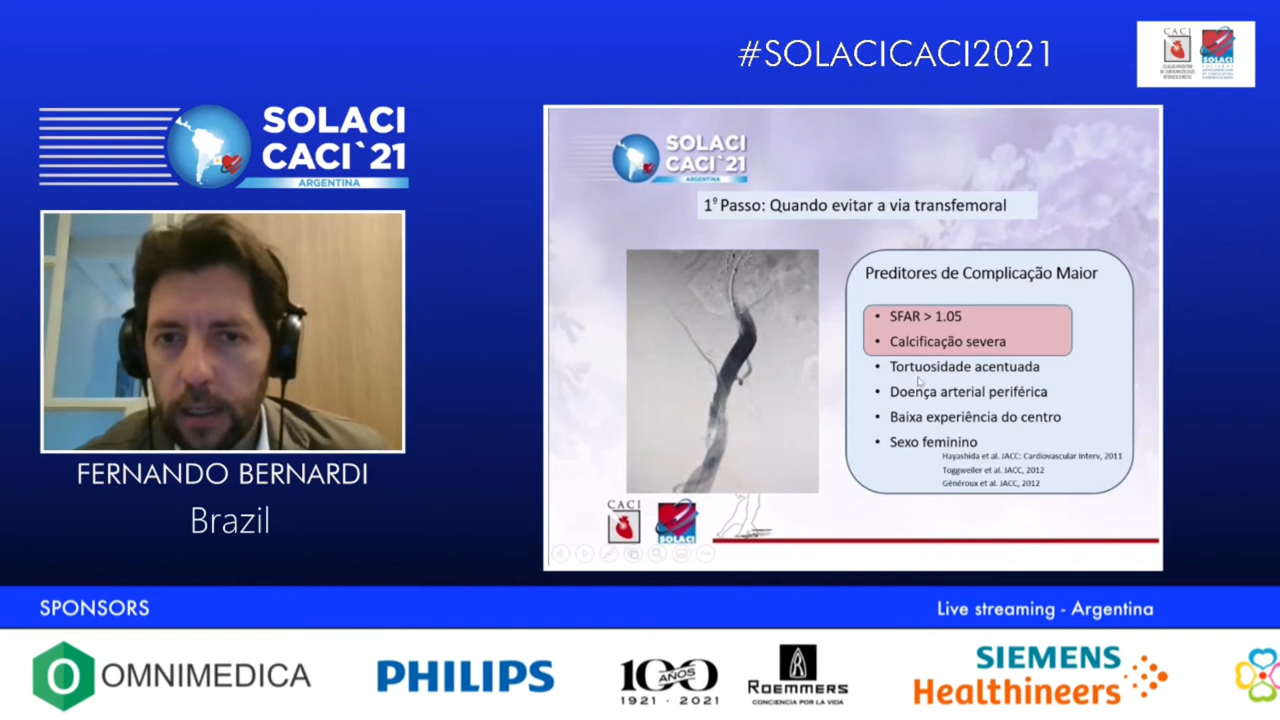 #SOLACICACI2021
CACI
SOLACI
SOLACI
CACI`21
ARGENTINA
SOLACI
CACI`21
ARGENTINA
1º Passo: Quando evitar a via transfemoral
Preditores de Complicação Maior
• SFAR > 1.05
• Calcificação severa
• Tortuosidade acentuada
• Doença arterial periférica
• Baixa experiência do centro
• Sexo feminino
Hayashida et al. JACC: Cardiovascular Interv, 2011
Toggweiler et al. JACC, 2012
Généroux et al. JACC, 2012
CACI
SOLACI
FERNANDO BERNARDI
Brazil
SPONSORS
Live streaming - Argentina
OMNIMEDICA
PHILIPS
100 AÑOS
1921 · 2021
ROEMMERS
CONCIENCIA POR LA VIDA
SIEMENS
Healthineers